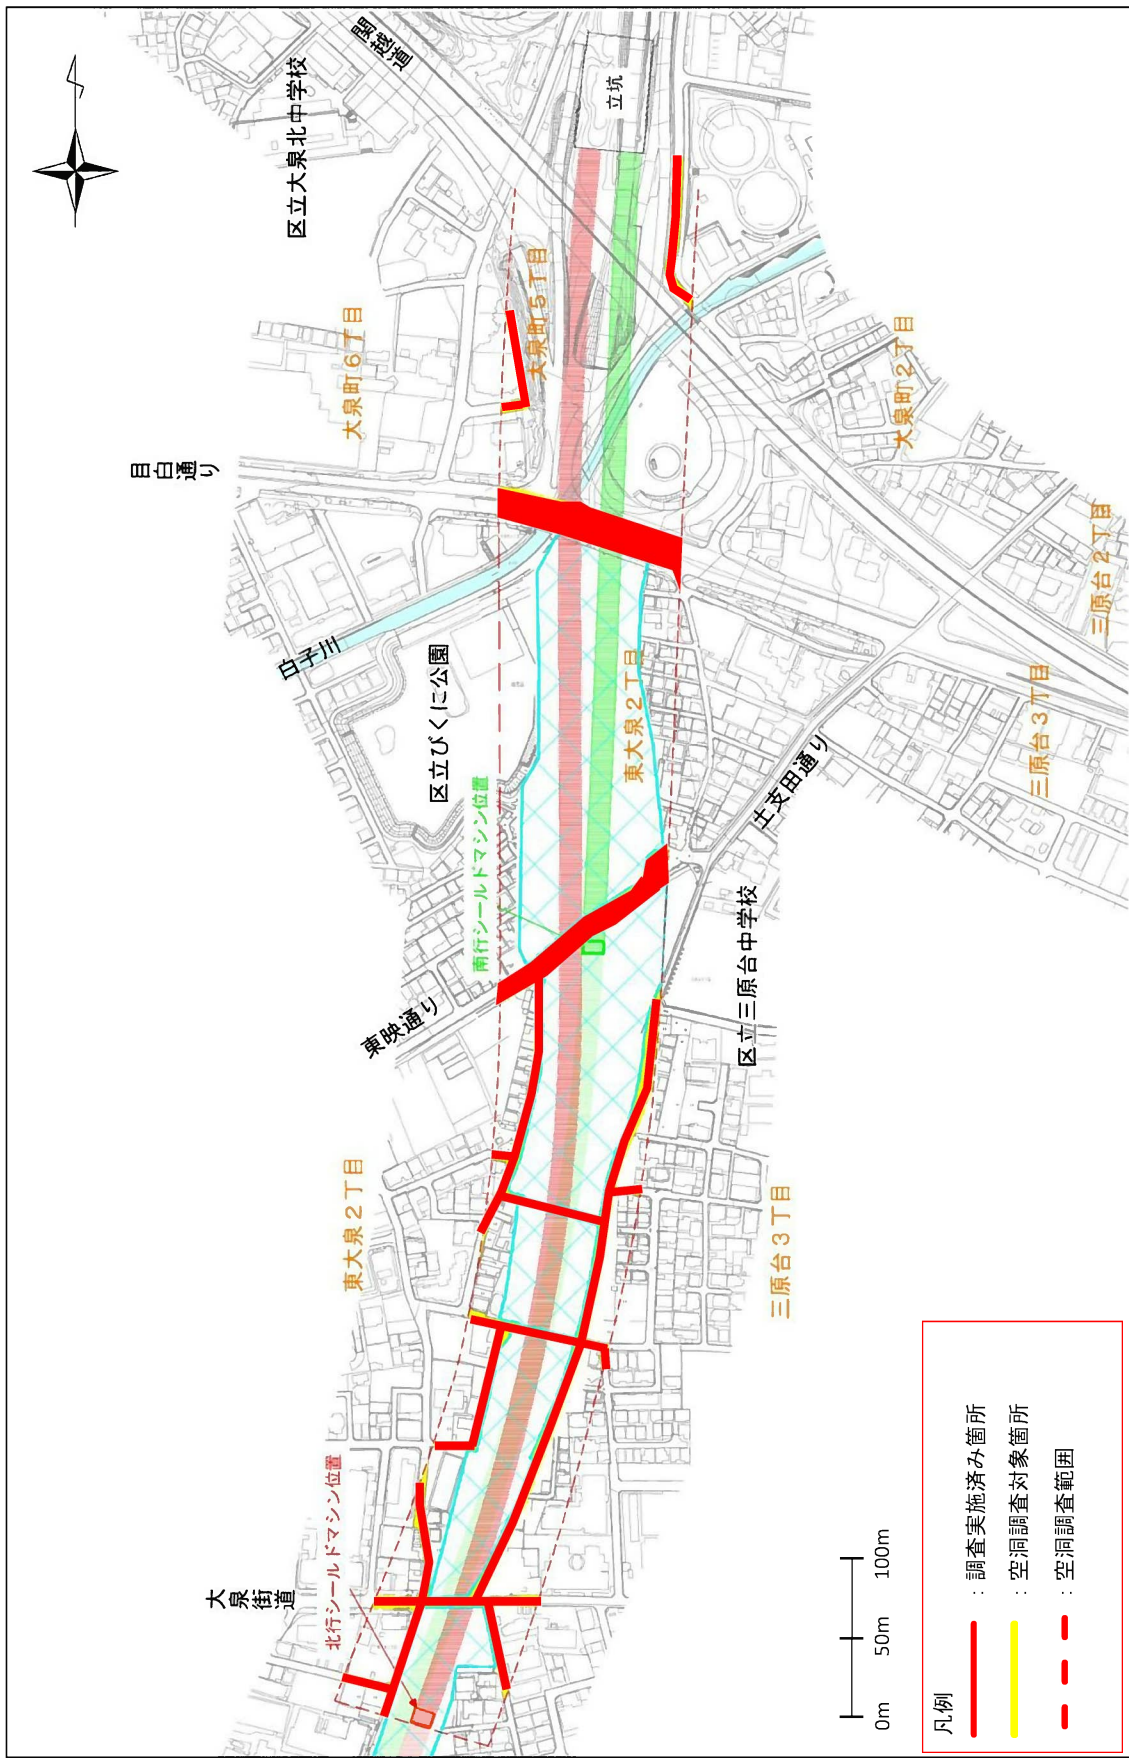 関越道
区立大泉北中学校
立坑
大泉町５丁目
大泉町６丁目
大泉町２丁目
目白通り
三原台２丁目
白子川
区立びくに公園
東大泉２丁目
三原台３丁目
土支田通り
南行シールドマシン位置
区立三原台中学校
東映通り
東大泉２丁目
三原台３丁目
北行シールドマシン位置
大泉街道
0m 50m 100m
凡例
：調査実施済み箇所
：空洞調査対象箇所
：空洞調査範囲